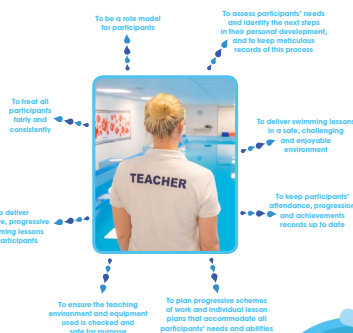 To be a role model
for participants
To assess participants' needs
and identify the next steps
in their personal development,
and to keep meticulous
records of this process
To treat all
participants
fairly and
consistently
To deliver swimming lessons
in a safe, challenging
and enjoyable
environment
TEACHER
deliver
progressive
lessons
To keep participants'
attendance, progression
and achievements
records up to date
To ensure the teaching
environment and equipment
used is checked and
safe for purpose
To plan progressive schemes
of work and individual lesson
plans that accommodate all
participants' needs and abilities